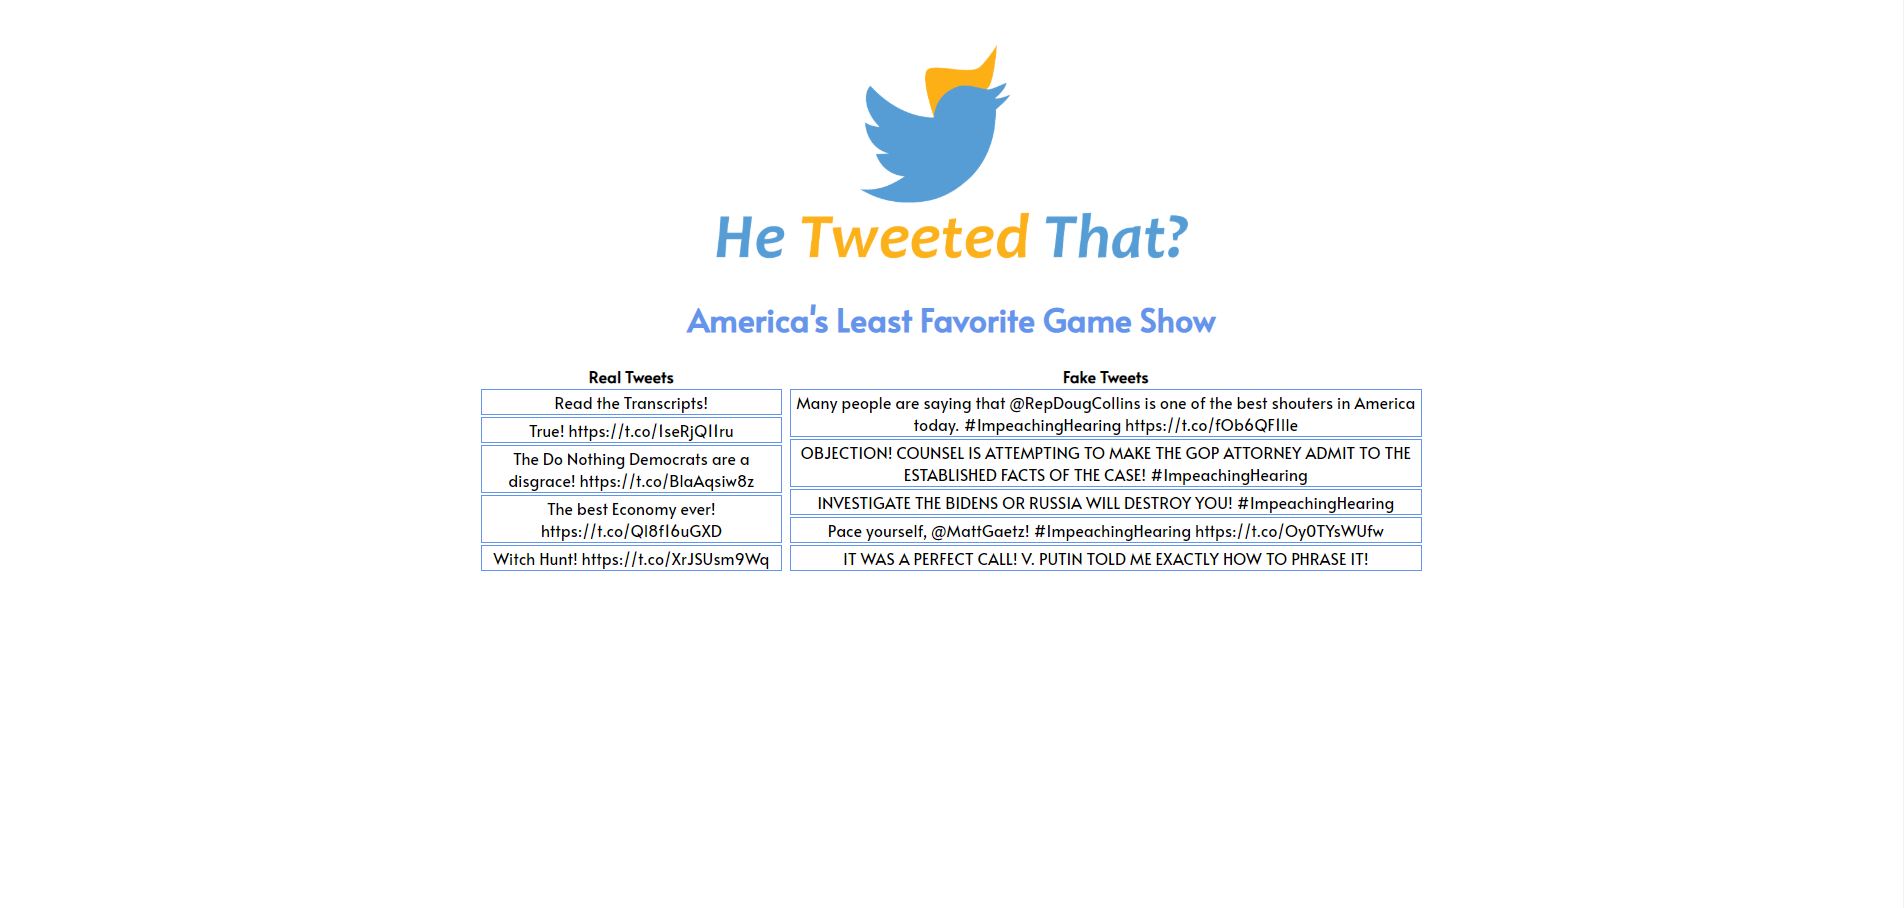 He Tweeted That?
America's Least Favorite Game Show
Real Tweets
Read the Transcripts!
True! https://t.co/1seRjQI1ru
The Do Nothing Democrats are a
disgrace! https://t.co/BlaAqsiw8z
The best Economy ever!
https://t.co/Ql8f16uGXD
Witch Hunt! https://t.co/XrJSUsm9Wq
Fake Tweets
Many people are saying that @RepDougCollins is one of the best shouters in America
today. #ImpeachingHearing https://t.co/fOb6QFIlle
OBJECTION! COUNSEL IS ATTEMPTING TO MAKE THE GOP ATTORNEY ADMIT TO THE
ESTABLISHED FACTS OF THE CASE! #ImpeachingHearing
INVESTIGATE THE BIDENS OR RUSSIA WILL DESTROY YOU! #ImpeachingHearing
Pace yourself, @MattGaetz! #ImpeachingHearing https://t.co/Oy0TYsWUfw
IT WAS A PERFECT CALL! V. PUTIN TOLD ME EXACTLY HOW TO PHRASE IT!